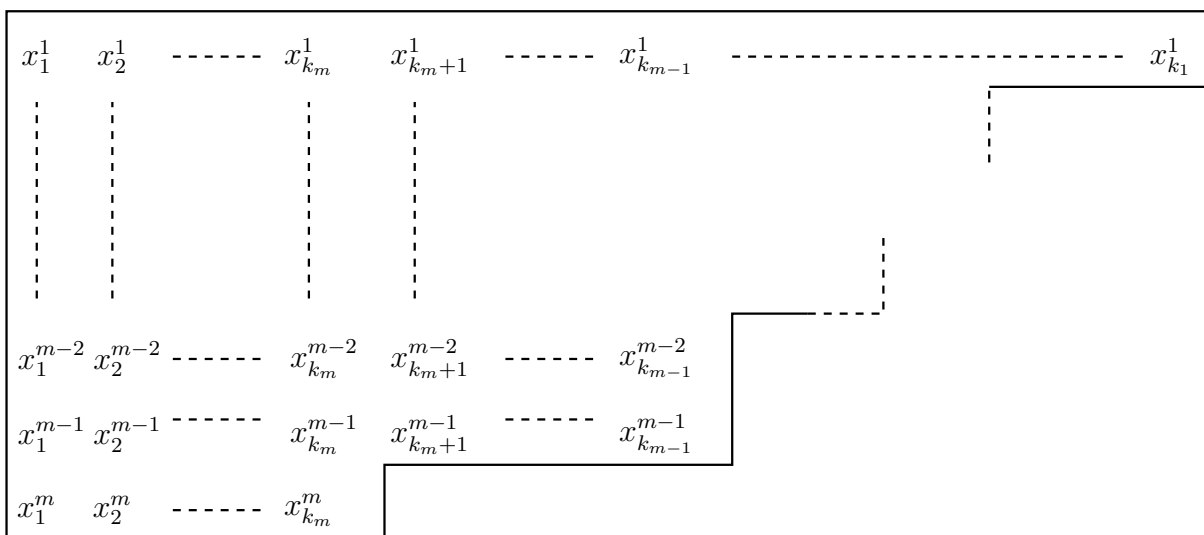 x_1^1 x_2^1 x_{k_m}^1 x_{k_m+1}^1 x_{k_{m-1}}^1 x_{k_1}^1
x_1^{m-2} x_2^{m-2} x_{k_m}^{m-2} x_{k_m+1}^{m-2} x_{k_{m-1}}^{m-2}
x_1^{m-1} x_2^{m-1} x_{k_m}^{m-1} x_{k_m+1}^{m-1} x_{k_{m-1}}^{m-1}
x_1^m x_2^m x_{k_m}^m